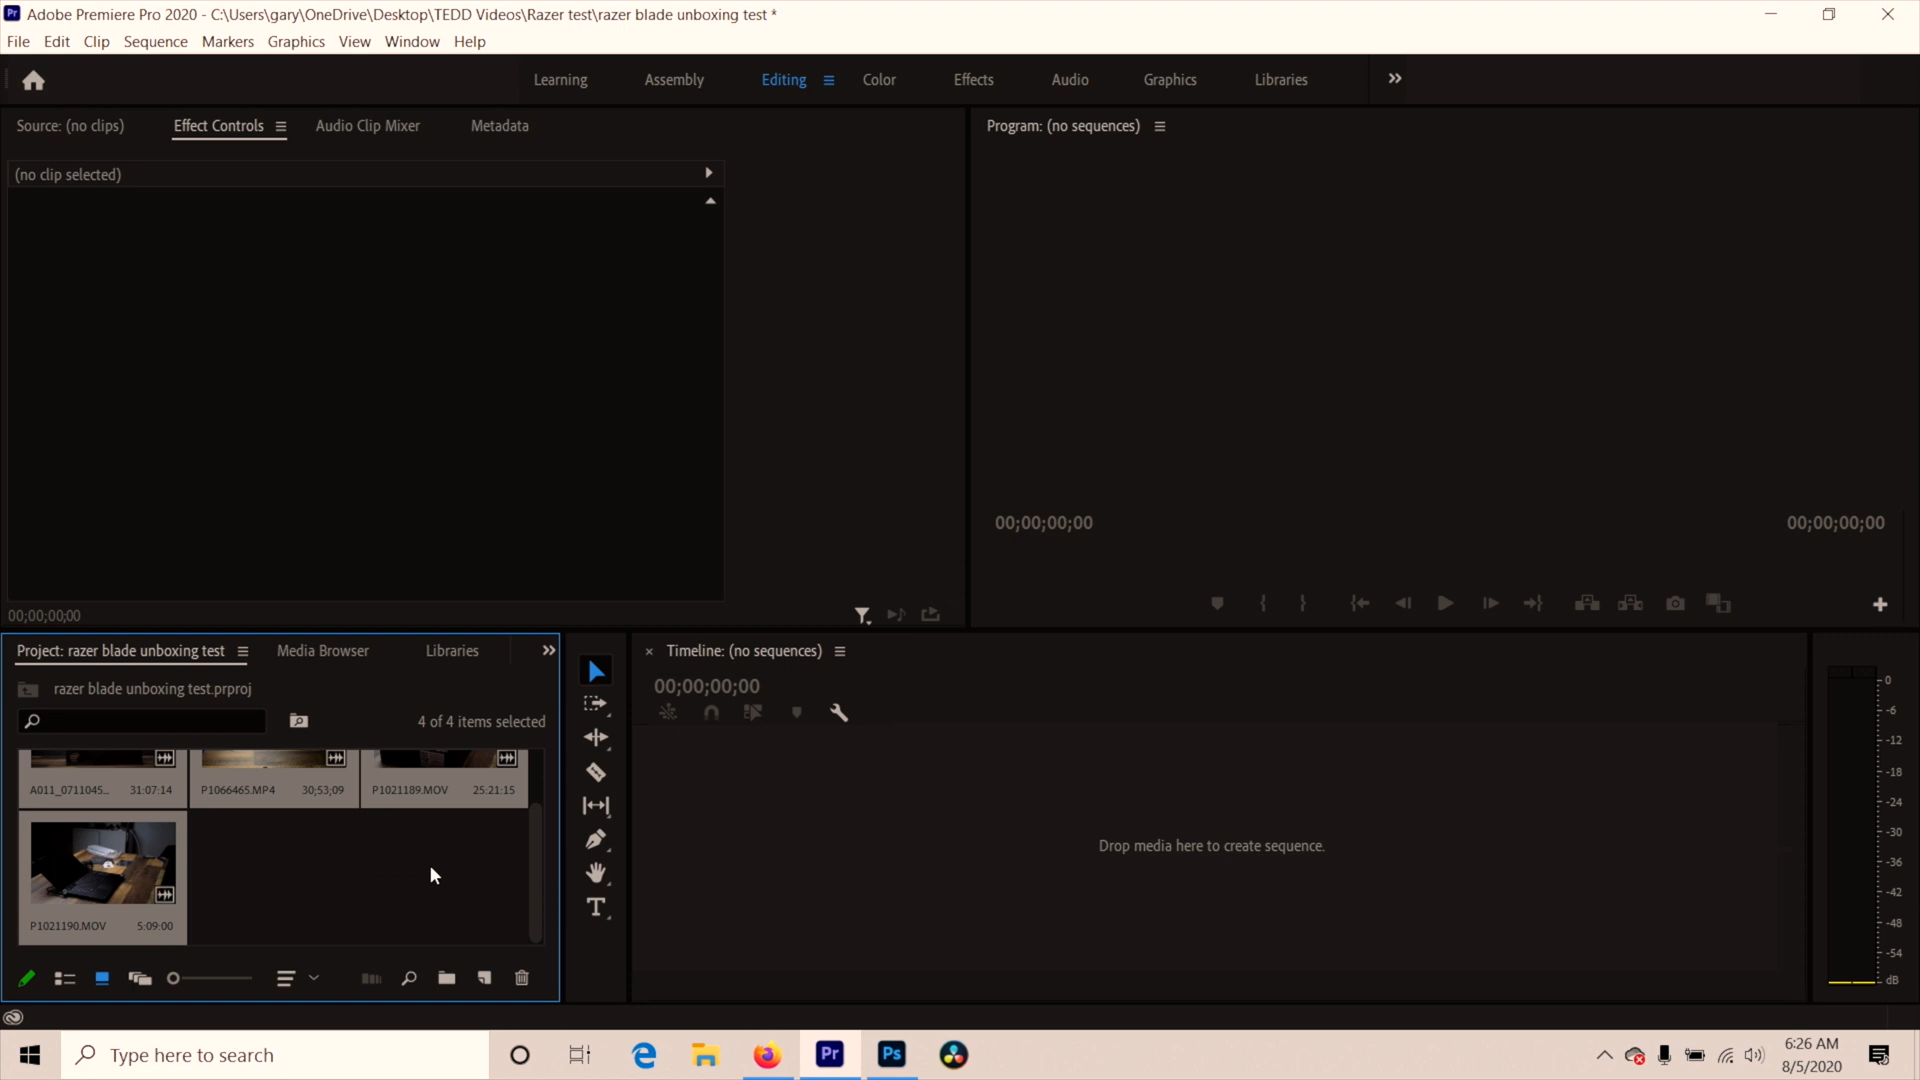 Pr Adobe Premiere Pro 2020 - C:\Users\gary\OneDrive\Desktop\TEDD Videos\Razer test\razer blade unboxing test *
File Edit Clip Sequence Markers Graphics View Window Help
Learning Assembly Editing Color Effects Audio Graphics Libraries
Source: (no clips) Effect Controls Audio Clip Mixer Metadata
Program: (no sequences)
(no clip selected)
00;00;00;00 00;00;00;00
00;00;00;00
Project: razer blade unboxing test Media Browser Libraries
Timeline: (no sequences)
razer blade unboxing test.prproj
00;00;00;00
4 of 4 items selected
A011_0711045... 31:07:14 P1066465.MP4 30;53;09 P1021189.MOV 25:21:15
Drop media here to create sequence.
P1021190.MOV 5:09:00
0
-6
-12
-18
-24
-30
-36
-42
-48
-54
dB
T
Type here to search
Pr
Ps
6:26 AM
8/5/2020